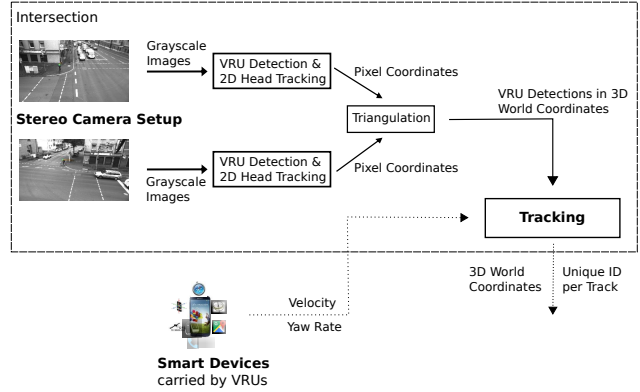 Intersection
Grayscale
Images
VRU Detection &
2D Head Tracking
Pixel Coordinates
VRU Detections in 3D
World Coordinates
Stereo Camera Setup
Triangulation
VRU Detection &
2D Head Tracking
Pixel Coordinates
Grayscale
Images
Tracking
3D World
Coordinates
Unique ID
per Track
Velocity
Yaw Rate
Smart Devices
carried by VRUs